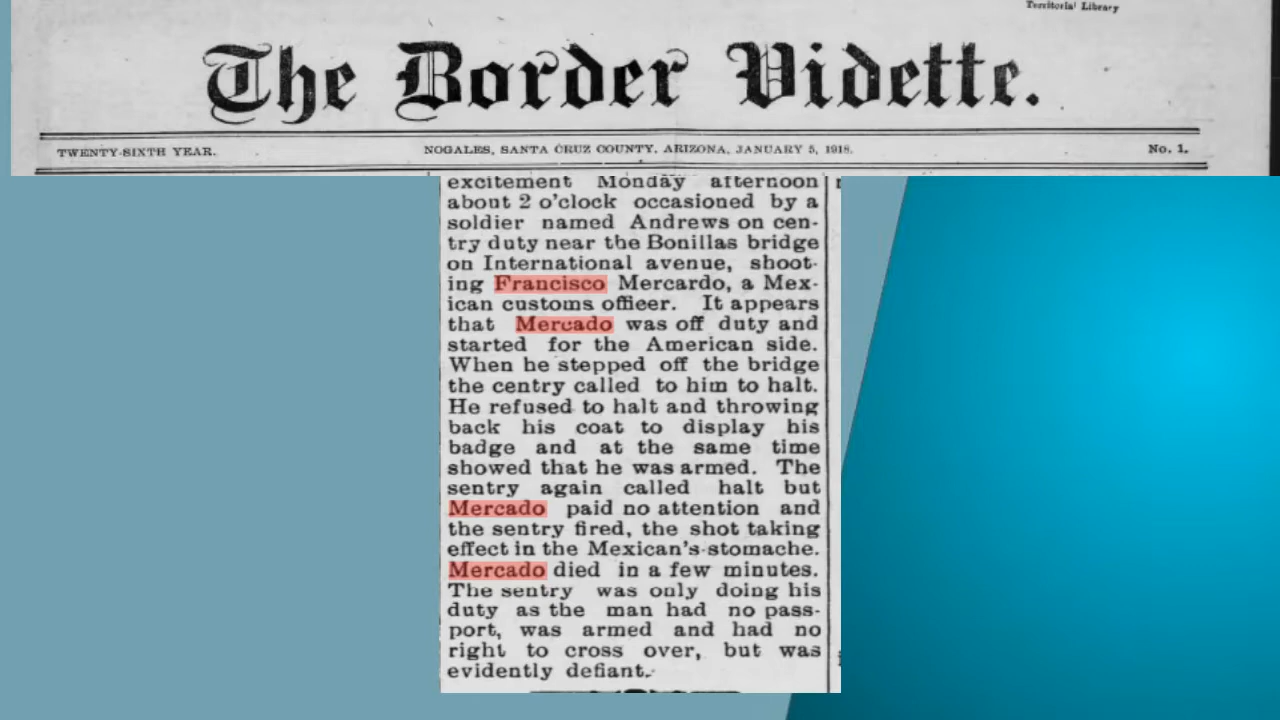 Territorial Library
The Border Vidette.
TWENTY-SIXTH YEAR. NOGALES, SANTA CRUZ COUNTY, ARIZONA, JANUARY 5, 1918. No. 1.
excitement Monday afternoon
about 2 o'clock occasioned by a
soldier named Andrews on cen-
try duty near the Bonillas bridge
on International avenue, shoot-
ing Francisco Mercardo, a Mex-
ican customs officer. It appears
that Mercado was off duty and
started for the American side.
When he stepped off the bridge
the centry called to him to halt.
He refused to halt and throwing
back his coat to display his
badge and at the same time
showed that he was armed. The
sentry again called halt but
Mercado paid no attention and
the sentry fired, the shot taking
effect in the Mexican's stomache.
Mercado died in a few minutes.
The sentry was only doing his
duty as the man had no pass-
port, was armed and had no
right to cross over, but was
evidently defiant.